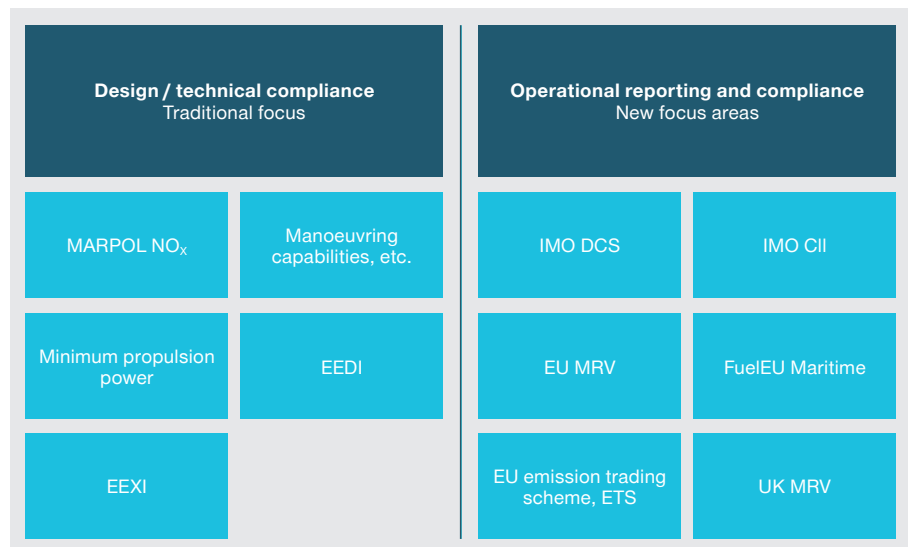 Design / technical compliance
Traditional focus
Operational reporting and compliance
New focus areas
MARPOL NOₓ
Manoeuvring
capabilities, etc.
IMO DCS
IMO CII
Minimum propulsion
power
EEDI
EU MRV
FuelEU Maritime
EEXI
EU emission trading
scheme, ETS
UK MRV